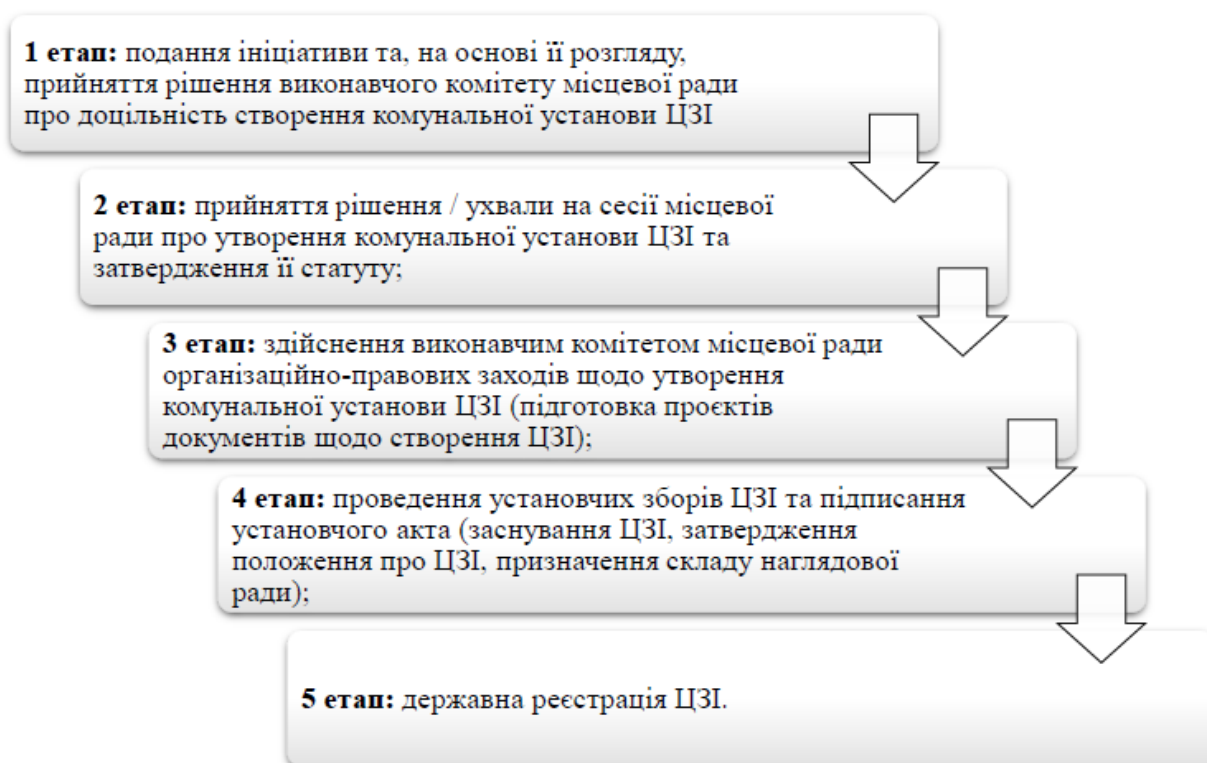 1 етап: подання ініціативи та, на основі її розгляду,
прийняття рішення виконавчого комітету місцевої ради
про доцільність створення комунальної установи ЦЗІ
2 етап: прийняття рішення / ухвали на сесії місцевої
ради про утворення комунальної установи ЦЗІ та
затвердження її статуту;
3 етап: здійснення виконавчим комітетом місцевої ради
організаційно-правових заходів щодо утворення
комунальної установи ЦЗІ (підготовка проєктів
документів щодо створення ЦЗІ);
4 етап: проведення установчих зборів ЦЗІ та підписання
установчого акта (заснування ЦЗІ, затвердження
положення про ЦЗІ, призначення складу наглядової
ради);
5 етап: державна реєстрація ЦЗІ.